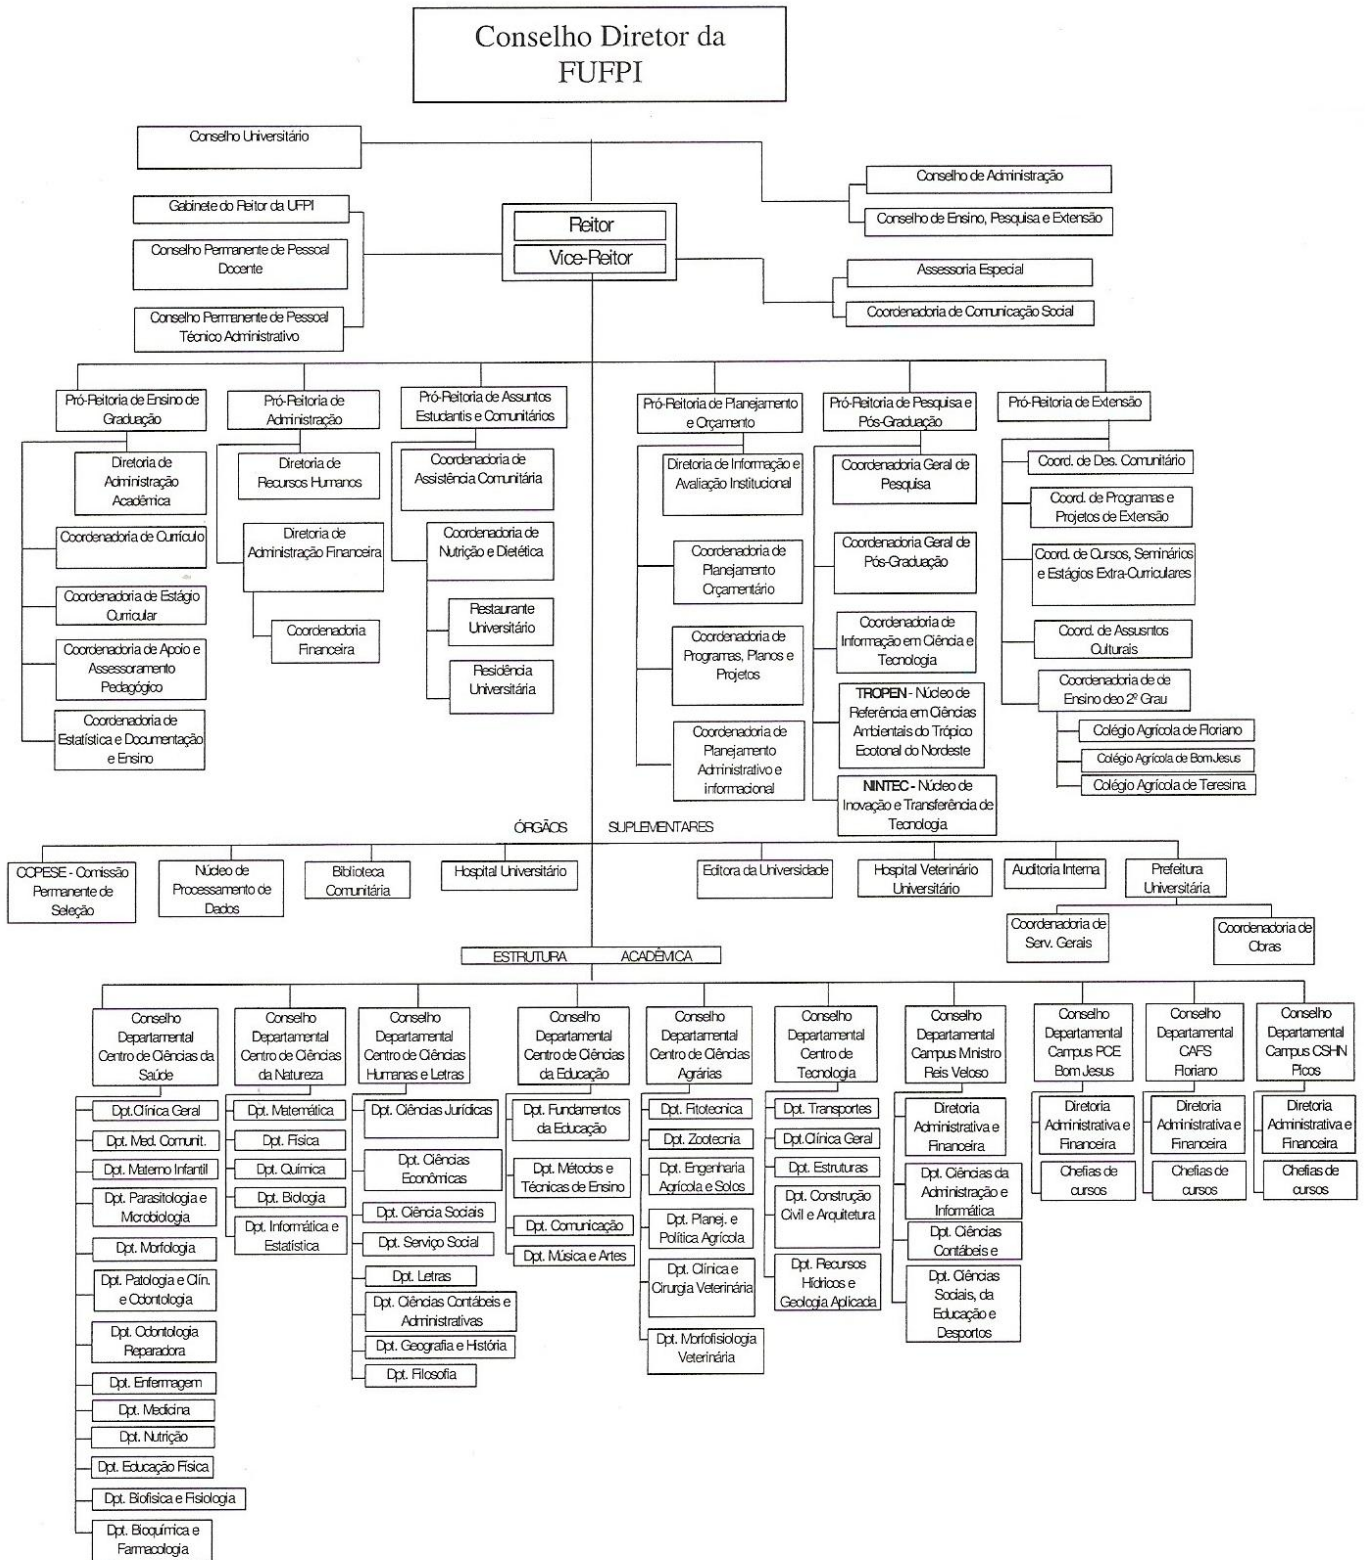 Conselho Diretor da
FUFPI
Conselho Universitário
Conselho de Administração
Conselho de Ensino, Pesquisa e Extensão
Gabinete do Reitor da UFPI
Conselho Permanente de Pessoal
Docente
Conselho Permanente de Pessoal
Técnico Administrativo
Reitor
Vice-Reitor
Assessoria Especial
Coordenadoria de Comunicação Social
Pró-Reitoria de Ensino de
Graduação
Diretoria de
Administração
Acadêmica
Coordenadoria de Currículo
Coordenadoria de Estágio
Curricular
Coordenadoria de Apoio e
Assessoramento
Pedagógico
Coordenadoria de
Estatística e Documentação
e Ensino
Pró-Reitoria de
Administração
Diretoria de
Recursos Humanos
Diretoria de
Administração Financeira
Coordenadoria
Financeira
Pró-Reitoria de Assuntos
Estudantis e Comunitários
Coordenadoria de
Assistência Comunitária
Coordenadoria de
Nutrição e Dietética
Restaurante
Universitário
Residência
Universitária
Pró-Reitoria de Planejamento
e Orçamento
Diretoria de Informação e
Avaliação Institucional
Coordenadoria de
Planejamento
Orçamentário
Coordenadoria de
Programas, Planos e
Projetos
Coordenadoria de
Planejamento
Administrativo e
informacional
Pró-Reitoria de Pesquisa e
Pós-Graduação
Coordenadoria Geral de
Pesquisa
Coordenadoria Geral de
Pós-Graduação
Coordenadoria de
Informação em Ciência e
Tecnologia
TROPEN - Núcleo de
Referência em Ciências
Ambientais do Trópico
Ecotonal do Nordeste
NINTEC - Núcleo de
Inovação e Transferência de
Tecnologia
Pró-Reitoria de Extensão
Coord. de Des. Comunitário
Coord. de Programas e
Projetos de Extensão
Coord. de Cursos, Seminários
e Estágios Extra-Curriculares
Coord. de Assusntos
Culturais
Coordenadoria de de
Ensino deo 2º Grau
Colégio Agrícola de Floriano
Colégio Agrícola de Bom Jesus
Colégio Agrícola de Teresina
ÓRGÃOS SUPLEMENTARES
COPESE - Comissão
Permanente de
Seleção
Núcleo de
Processamento de
Dados
Biblioteca
Comunitária
Hospital Universitário
Editora da Universidade
Hospital Veterinário
Universitário
Auditoria Interna
Prefeitura
Universitária
Coordenadoria de
Serv. Gerais
Coordenadoria de
Obras
ESTRUTURA ACADÊMICA
Conselho
Departamental
Centro de Ciências da
Saúde
Dpt.Clínica Geral
Dpt. Med. Comunit.
Dpt. Materno Infantil
Dpt. Parasitologia e
Microbiologia
Dpt. Morfologia
Dpt. Patologia e Clín.
e Odontologia
Dpt. Odontologia
Reparadora
Dpt. Enfermagem
Dpt. Medicina
Dpt. Nutrição
Dpt. Educação Física
Dpt. Biofisica e Fisiologia
Dpt. Bioquímica e
Farmacologia
Conselho
Departamental
Centro de Ciências
da Natureza
Dpt. Matemática
Dpt. Física
Dpt. Química
Dpt. Biologia
Dpt. Informática e
Estatística
Conselho
Departamental
Centro de Ciências
Humanas e Letras
Dpt. Ciências Jurídicas
Dpt. Ciências
Econômicas
Dpt. Ciência Sociais
Dpt. Serviço Social
Dpt. Letras
Dpt. Ciências Contábeis e
Administrativas
Dpt. Geografia e História
Dpt. Filosofia
Conselho
Departamental
Centro de Ciências
da Educação
Dpt. Fundamentos
da Educação
Dpt. Métodos e
Técnicas de Ensino
Dpt. Comunicação
Dpt. Música e Artes
Conselho
Departamental
Centro de Ciências
Agrárias
Dpt. Fitotecnica
Dpt. Zootecnia
Dpt. Engenharia
Agrícola e Solos
Dpt. Planej. e
Política Agrícola
Dpt. Clínica e
Cirurgia Veterinária
Dpt. Morfofisiologia
Veterinária
Conselho
Departamental
Centro de
Tecnologia
Dpt. Transportes
Dpt.Clínica Geral
Dpt. Estruturas
Dpt. Construção
Civil e Arquitetura
Dpt. Recursos
Hídricos e
Geologia Aplicada
Conselho
Departamental
Campus Ministro
Reis Veloso
Diretoria
Administrativa e
Financeira
Dpt. Ciências da
Administração e
Informática
Dpt. Ciências
Contábeis e
Dpt. Ciências
Sociais, da
Educação e
Desportos
Conselho
Departamental
Campus PCE
Bom Jesus
Diretoria
Administrativa e
Financeira
Chefias de
cursos
Conselho
Departamental
CAFS
Floriano
Diretoria
Administrativa e
Financeira
Chefias de
cursos
Conselho
Departamental
Campus CSHN
Picos
Diretoria
Administrativa e
Financeira
Chefias de
cursos